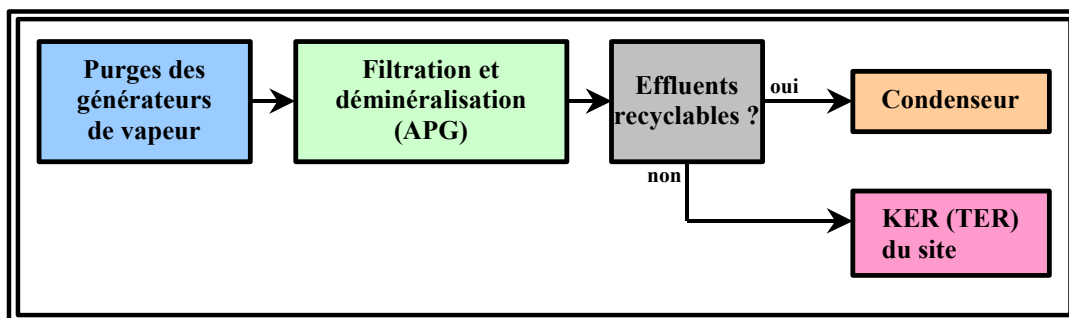 Purges des
générateurs
de vapeur
Filtration et
déminéralisation
(APG)
Effluents
recyclables ?
oui
Condenseur
non
KER (TER)
du site